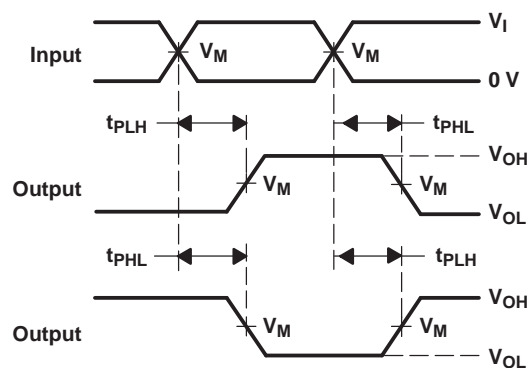 V_I
Input V_M V_M
0 V
t_PLH t_PHL
V_OH
Output V_M V_M
V_OL
t_PHL t_PLH
V_OH
Output V_M V_M
V_OL